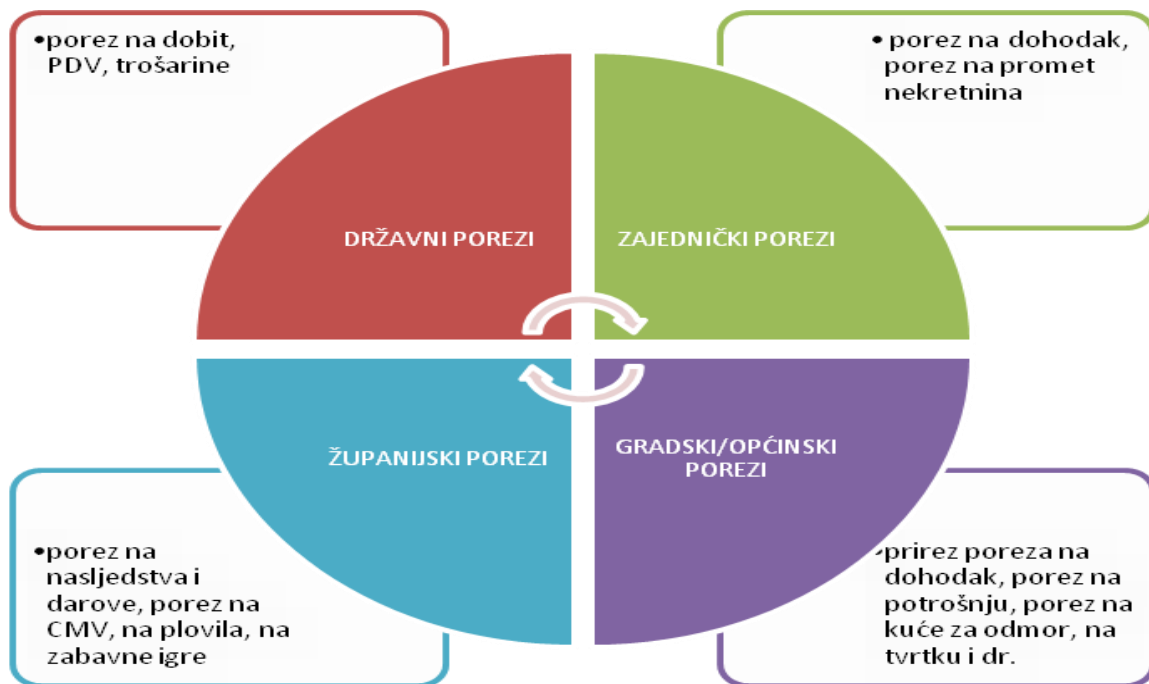 •porez na dobit,
PDV, trošarine
• porez na dohodak,
porez na promet
nekretnina
DRŽAVNI POREZI
ZAJEDNIČKI POREZI
ŽUPANIJSKI POREZI
GRADSKI/OPĆINSKI
POREZI
•porez na
nasljedstva i
darove, porez na
CMV, na plovila, na
zabavne igre
•prirez poreza na
dohodak, porez na
potrošnju, porez na
kuće za odmor, na
tvrtku i dr.